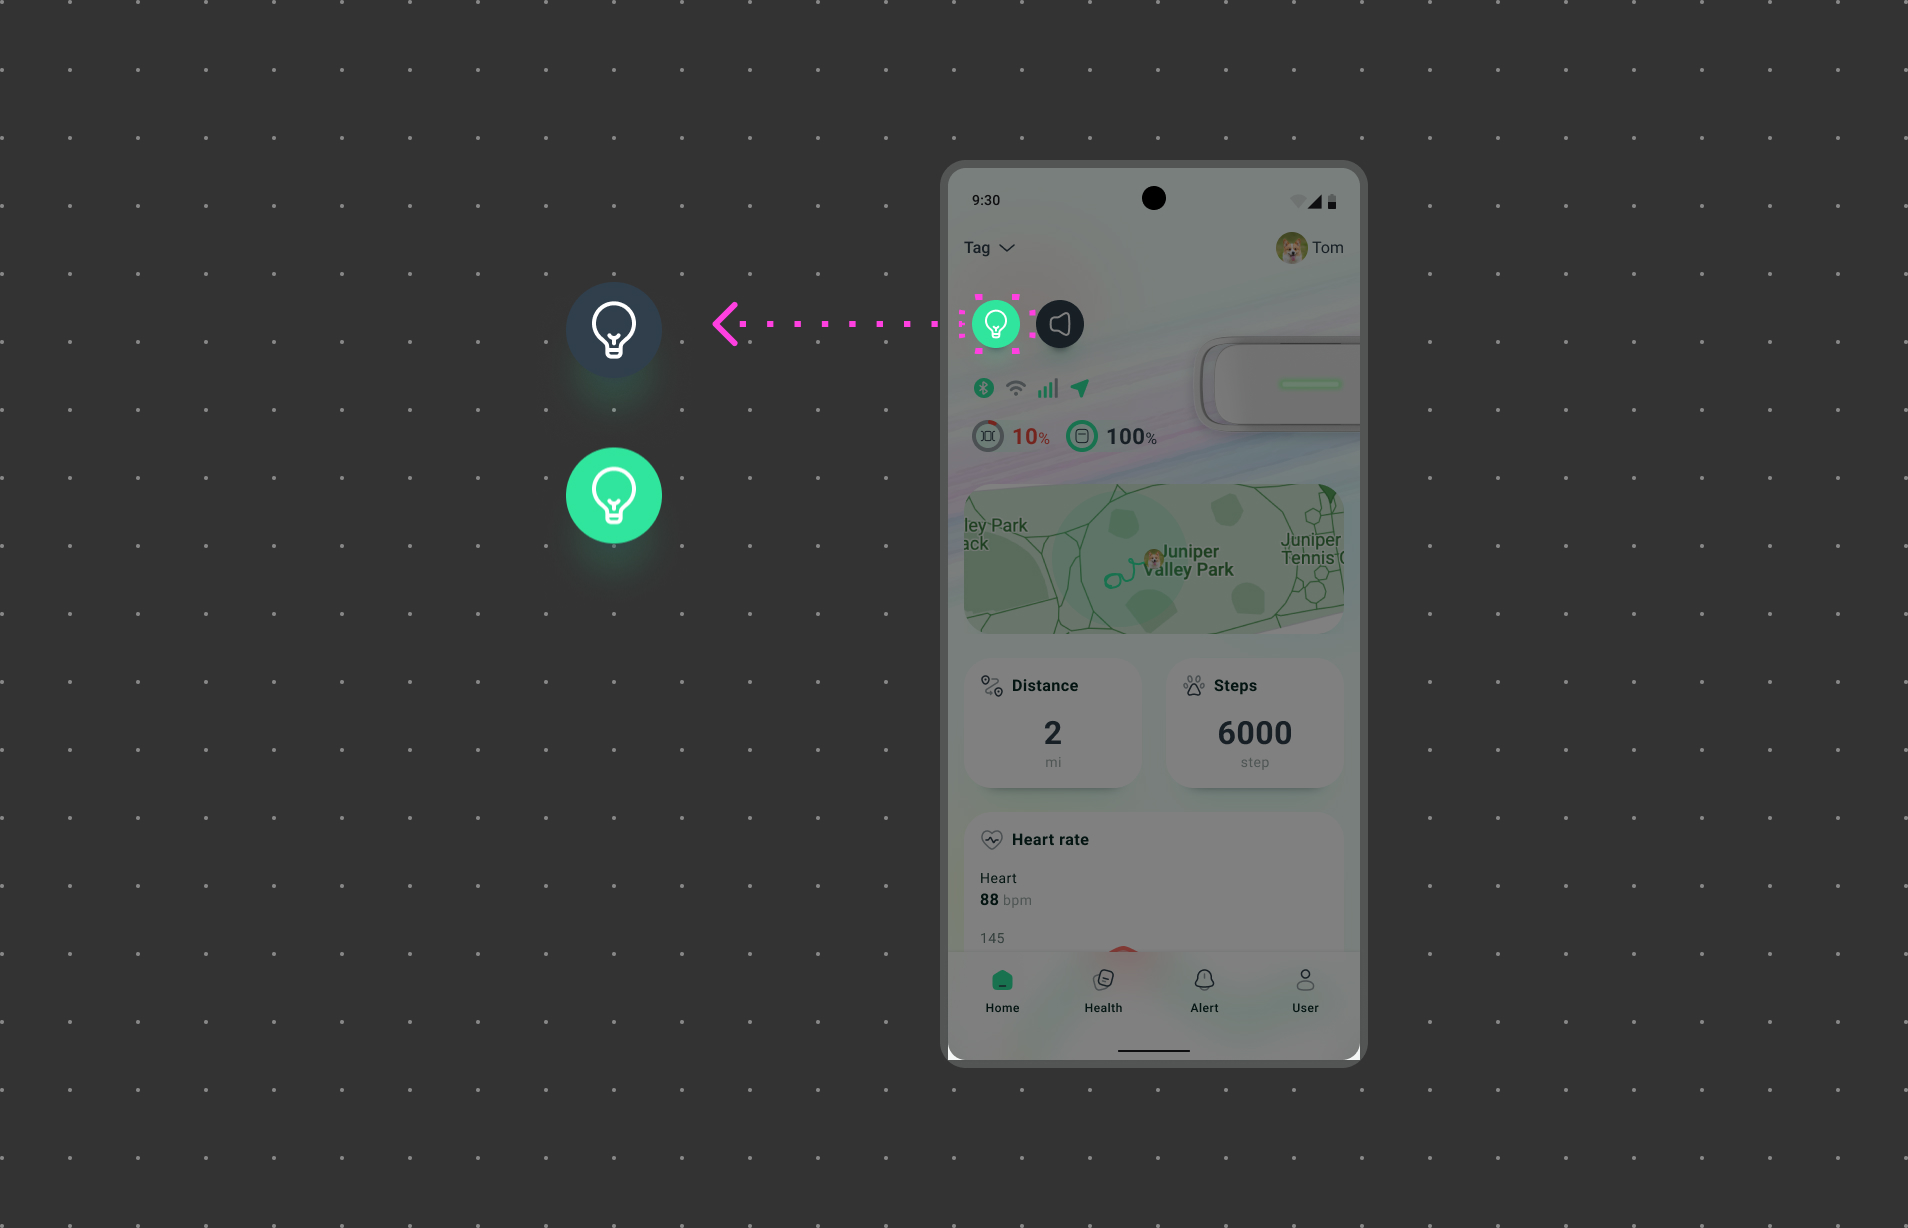 9:30
Tag
Tom
10%
100%
ley Park
ack
Juniper
Valley Park
Juniper
Tennis
Distance
2
mi
Steps
6000
step
Heart rate
Heart
88 bpm
145
Home
Health
Alert
User